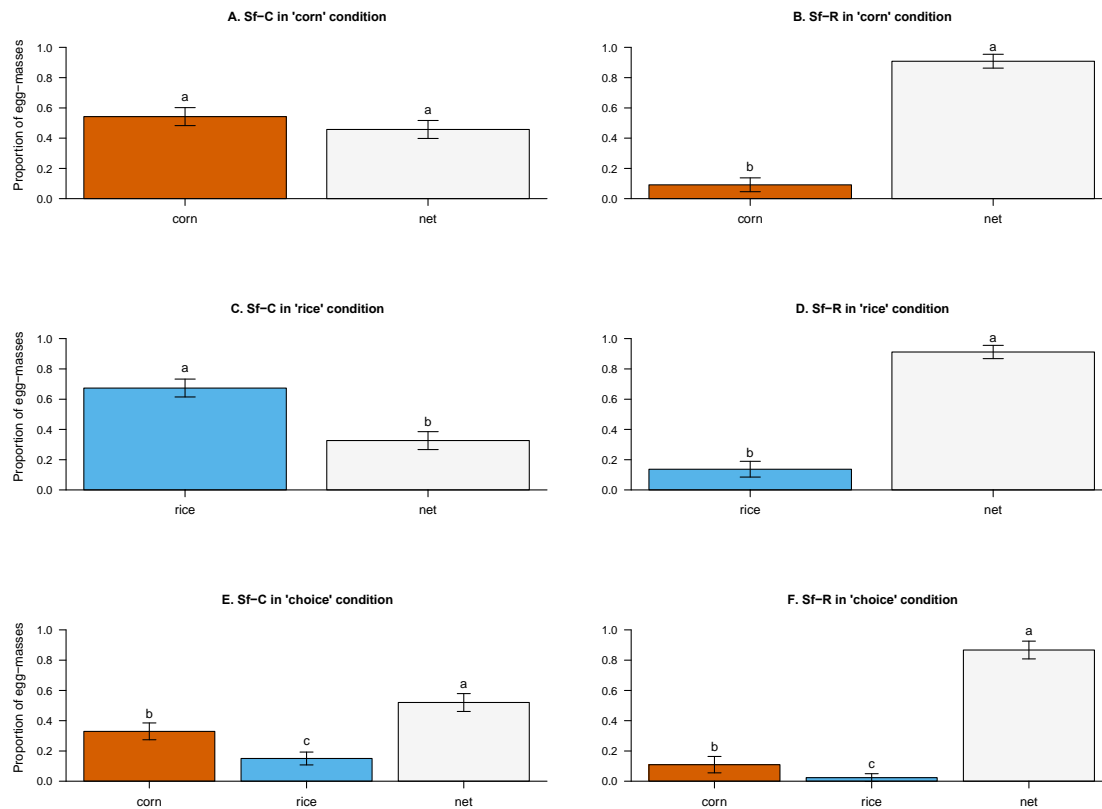 A. Sf−C in 'corn' condition
Proportion of egg−masses
1.0
0.8
0.6
0.4
0.2
0.0
a
a
corn
net
B. Sf−R in 'corn' condition
1.0
0.8
0.6
0.4
0.2
0.0
b
a
corn
net
C. Sf−C in 'rice' condition
Proportion of egg−masses
1.0
0.8
0.6
0.4
0.2
0.0
a
b
rice
net
D. Sf−R in 'rice' condition
1.0
0.8
0.6
0.4
0.2
0.0
b
a
rice
net
E. Sf−C in 'choice' condition
Proportion of egg−masses
1.0
0.8
0.6
0.4
0.2
0.0
b
c
a
corn
rice
net
F. Sf−R in 'choice' condition
1.0
0.8
0.6
0.4
0.2
0.0
b
c
a
corn
rice
net